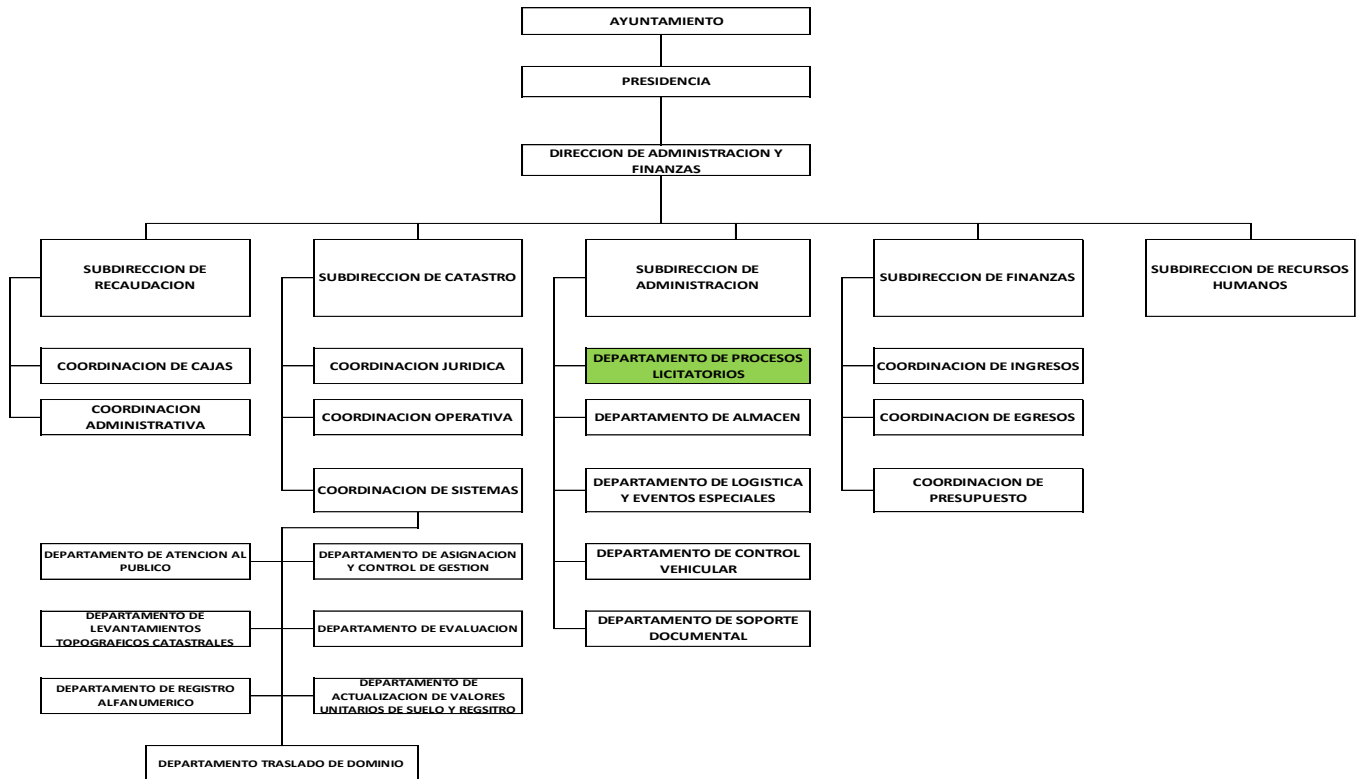 AYUNTAMIENTO
PRESIDENCIA
DIRECCION DE ADMINISTRACION Y
FINANZAS
SUBDIRECCION DE
RECAUDACION
SUBDIRECCION DE CATASTRO
SUBDIRECCION DE
ADMINISTRACION
SUBDIRECCION DE FINANZAS
SUBDIRECCION DE RECURSOS
HUMANOS
COORDINACION DE CAJAS
COORDINACION JURIDICA
DEPARTAMENTO DE PROCESOS
LICITATORIOS
COORDINACION DE INGRESOS
COORDINACION
ADMINISTRATIVA
COORDINACION OPERATIVA
DEPARTAMENTO DE ALMACEN
COORDINACION DE EGRESOS
COORDINACION DE SISTEMAS
DEPARTAMENTO DE LOGISTICA
Y EVENTOS ESPECIALES
COORDINACION DE
PRESUPUESTO
DEPARTAMENTO DE ATENCION AL
PUBLICO
DEPARTAMENTO DE ASIGNACION
Y CONTROL DE GESTION
DEPARTAMENTO DE CONTROL
VEHICULAR
DEPARTAMENTO DE
LEVANTAMIENTOS
TOPOGRAFICOS CATASTRALES
DEPARTAMENTO DE EVALUACION
DEPARTAMENTO DE SOPORTE
DOCUMENTAL
DEPARTAMENTO DE REGISTRO
ALFANUMERICO
DEPARTAMENTO DE
ACTUALIZACION DE VALORES
UNITARIOS DE SUELO Y REGSITRO
DEPARTAMENTO TRASLADO DE DOMINIO